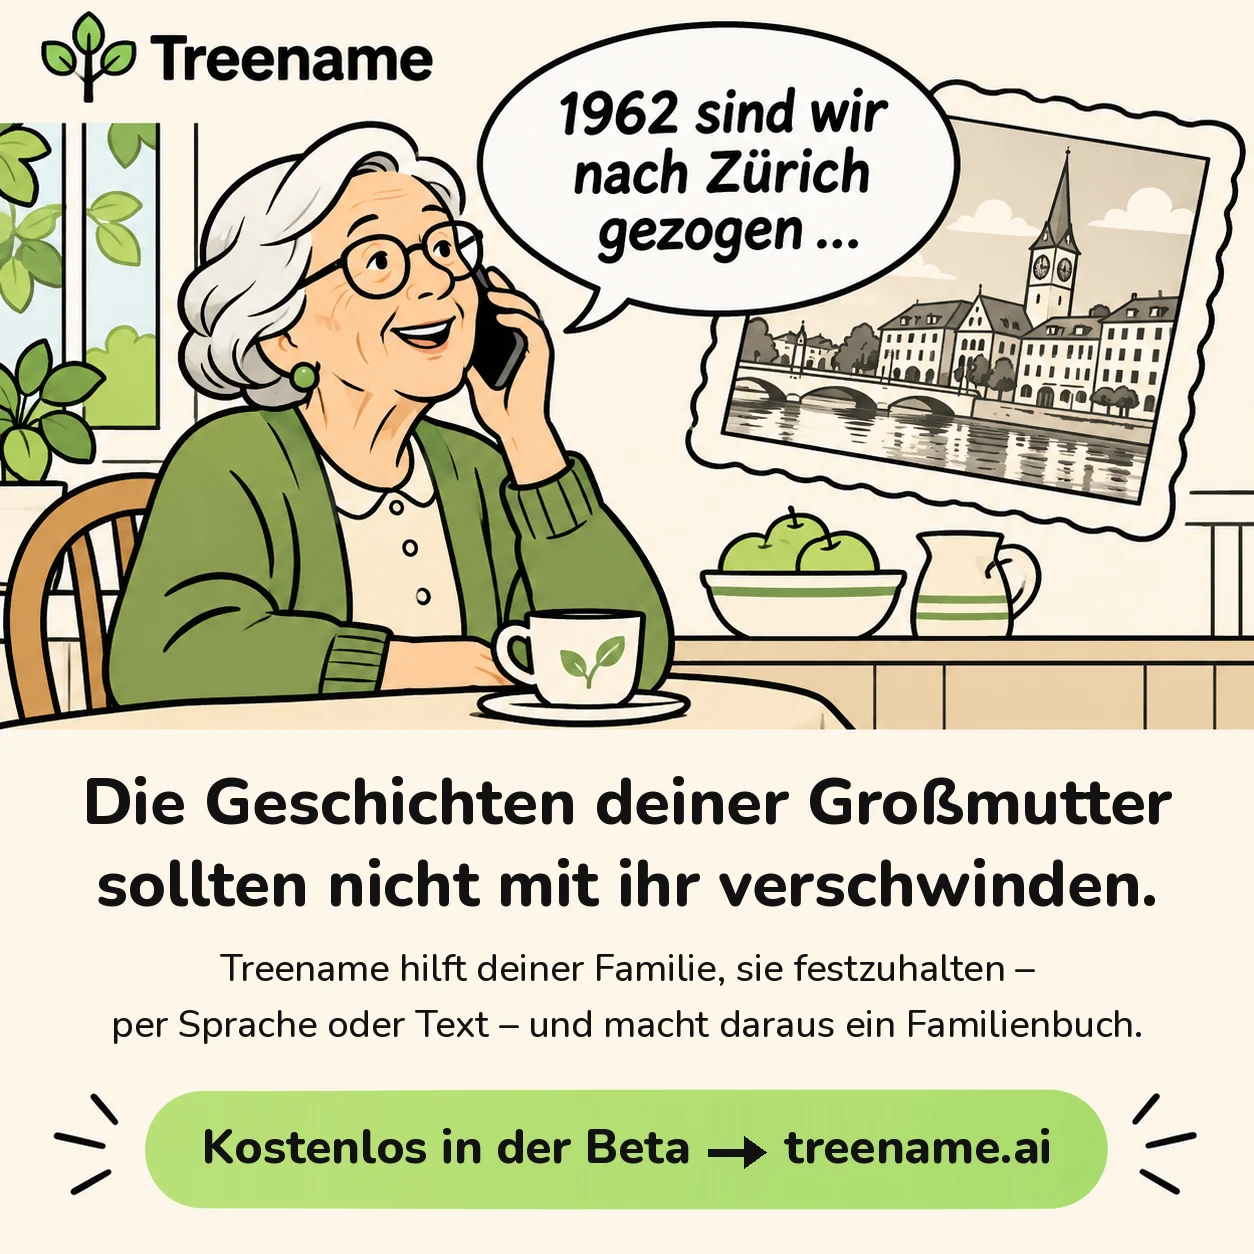 Treename
1962 sind wir
nach Zürich
gezogen ...
Die Geschichten deiner Großmutter
sollten nicht mit ihr verschwinden.
Treename hilft deiner Familie, sie festzuhalten –
per Sprache oder Text – und macht daraus ein Familienbuch.
Kostenlos in der Beta → treename.ai